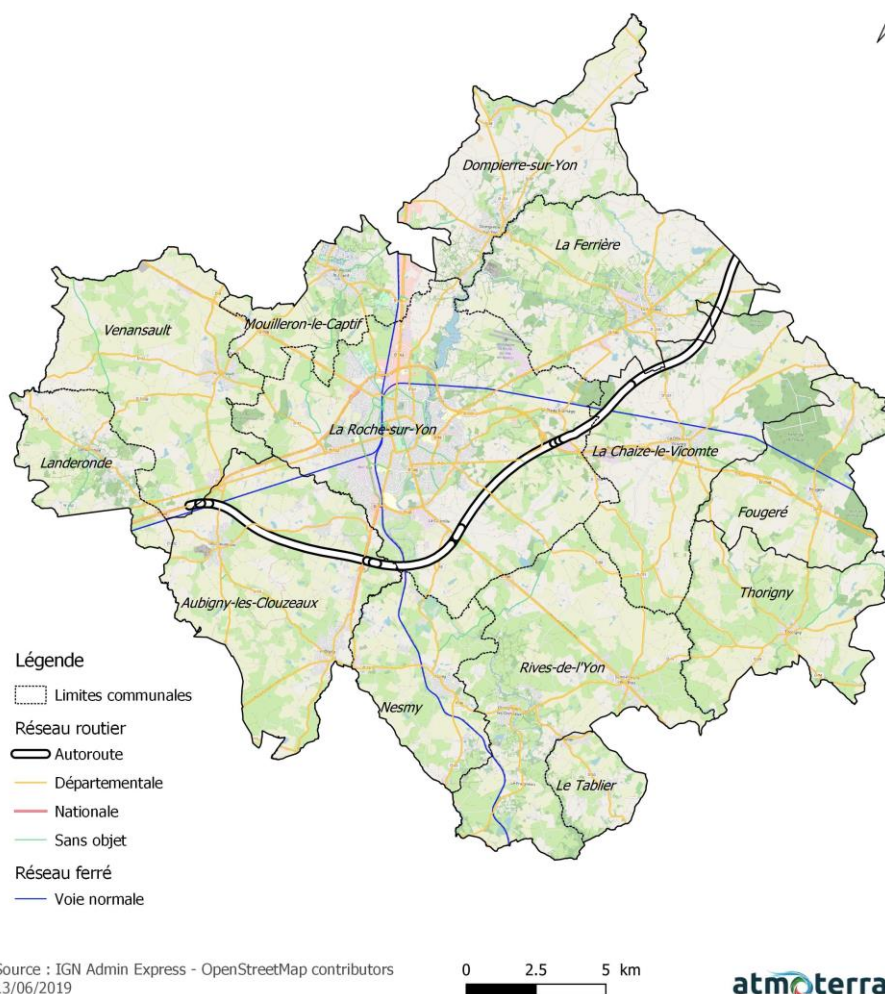 Dompierre-sur-Yon
La Ferrière
Venansault
Mouilleron-le-Captif
La Roche-sur-Yon
Landeronde
La Chaize-le-Vicomte
Fougeré
Thorigny
Aubigny-les-Clouzeaux
Rives-de-l'Yon
Nesmy
Le Tablier
Légende
Limites communales
Réseau routier
Autoroute
Départementale
Nationale
Sans objet
Réseau ferré
Voie normale
Source : IGN Admin Express - OpenStreetMap contributors
13/06/2019
0 2.5 5 km
atmoterra